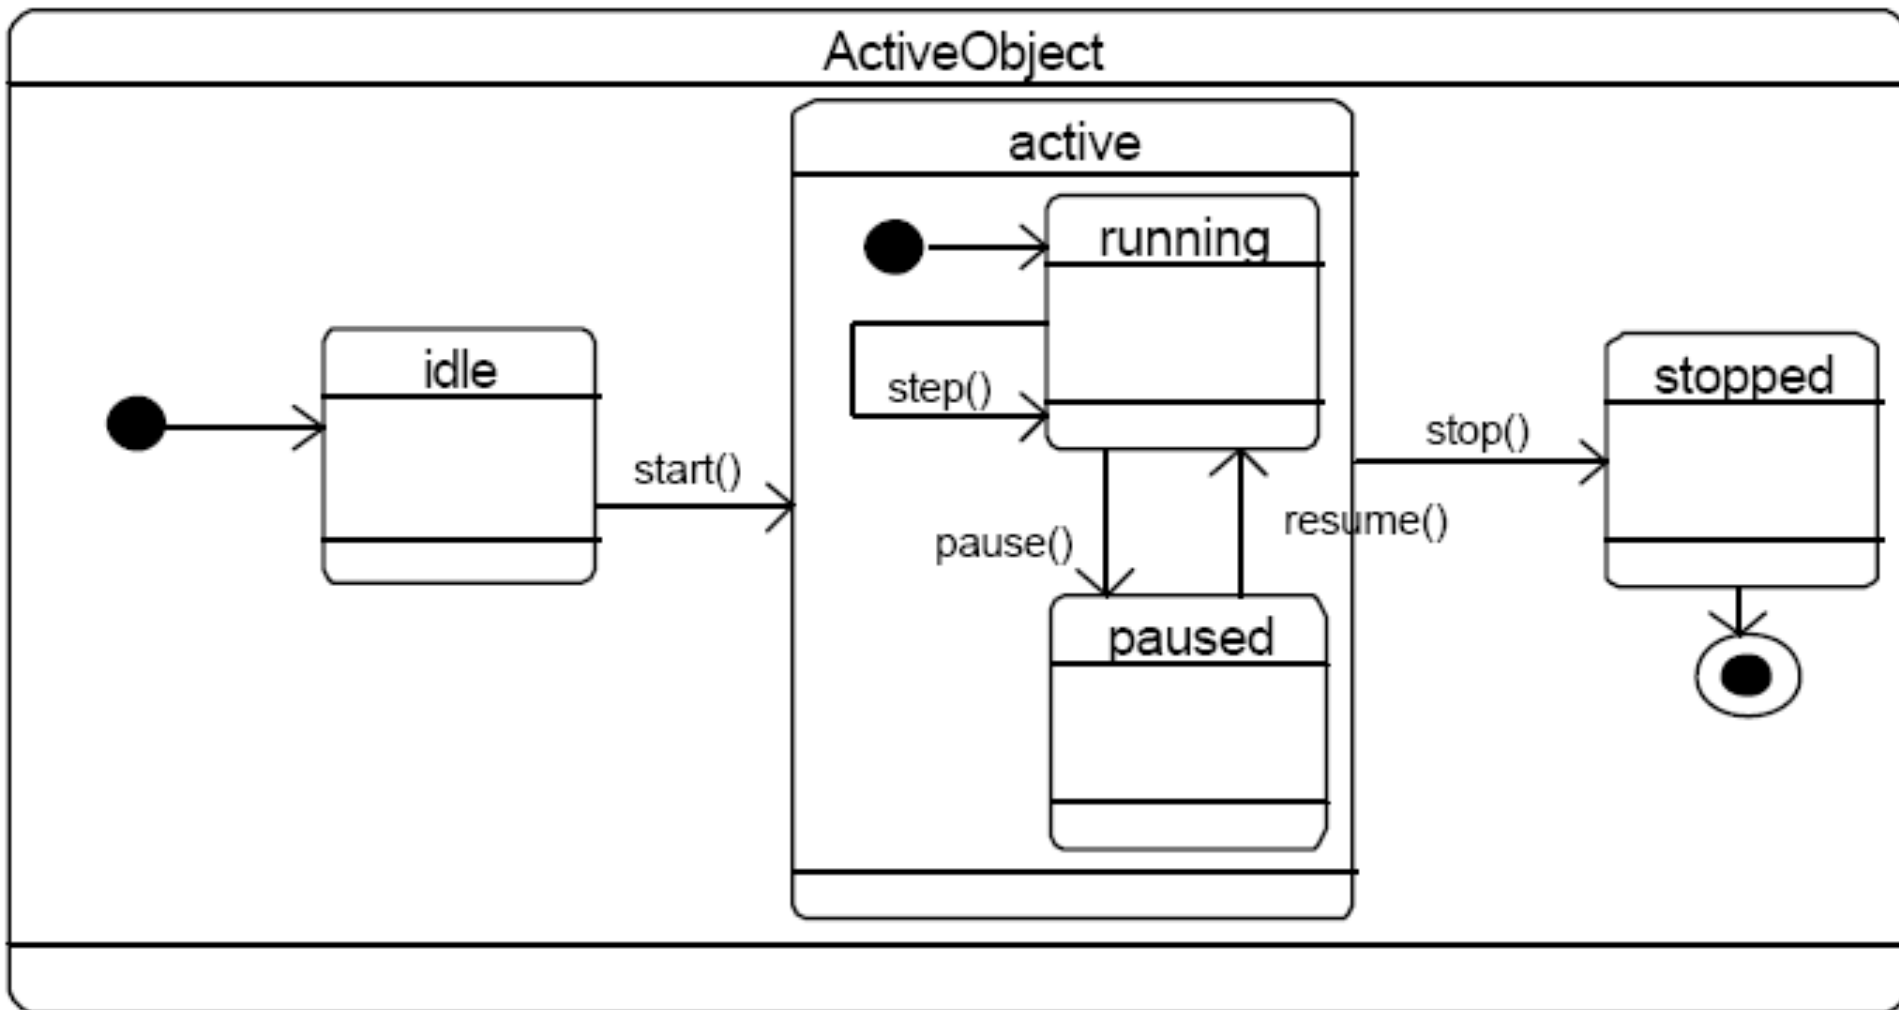 ActiveObject
active
running
idle
step()
stopped
start()
stop()
pause()
resume()
paused